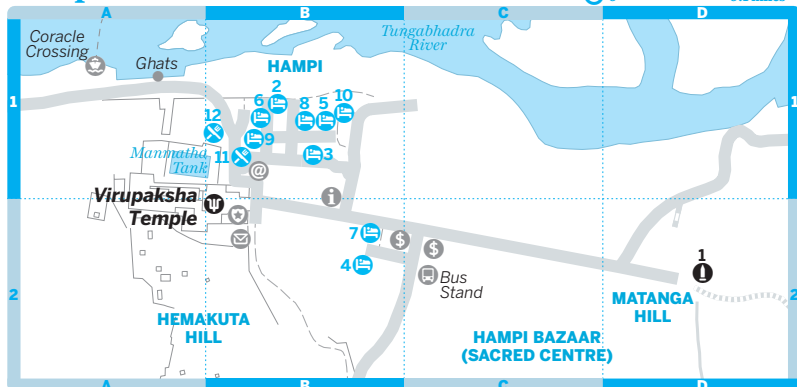 A
B
C
D
Coracle
Crossing
Ghats
Tungabhadra
River
HAMPI
1
1
2
10
6
8
5
12
9
11
3
Manmatha
Tank
@
i
Virupaksha
Temple
7
$
$
4
Bus
Stand
1
2
2
MATANGA
HILL
HEMAKUTA
HILL
HAMPI BAZAAR
(SACRED CENTRE)
A
B
C
D